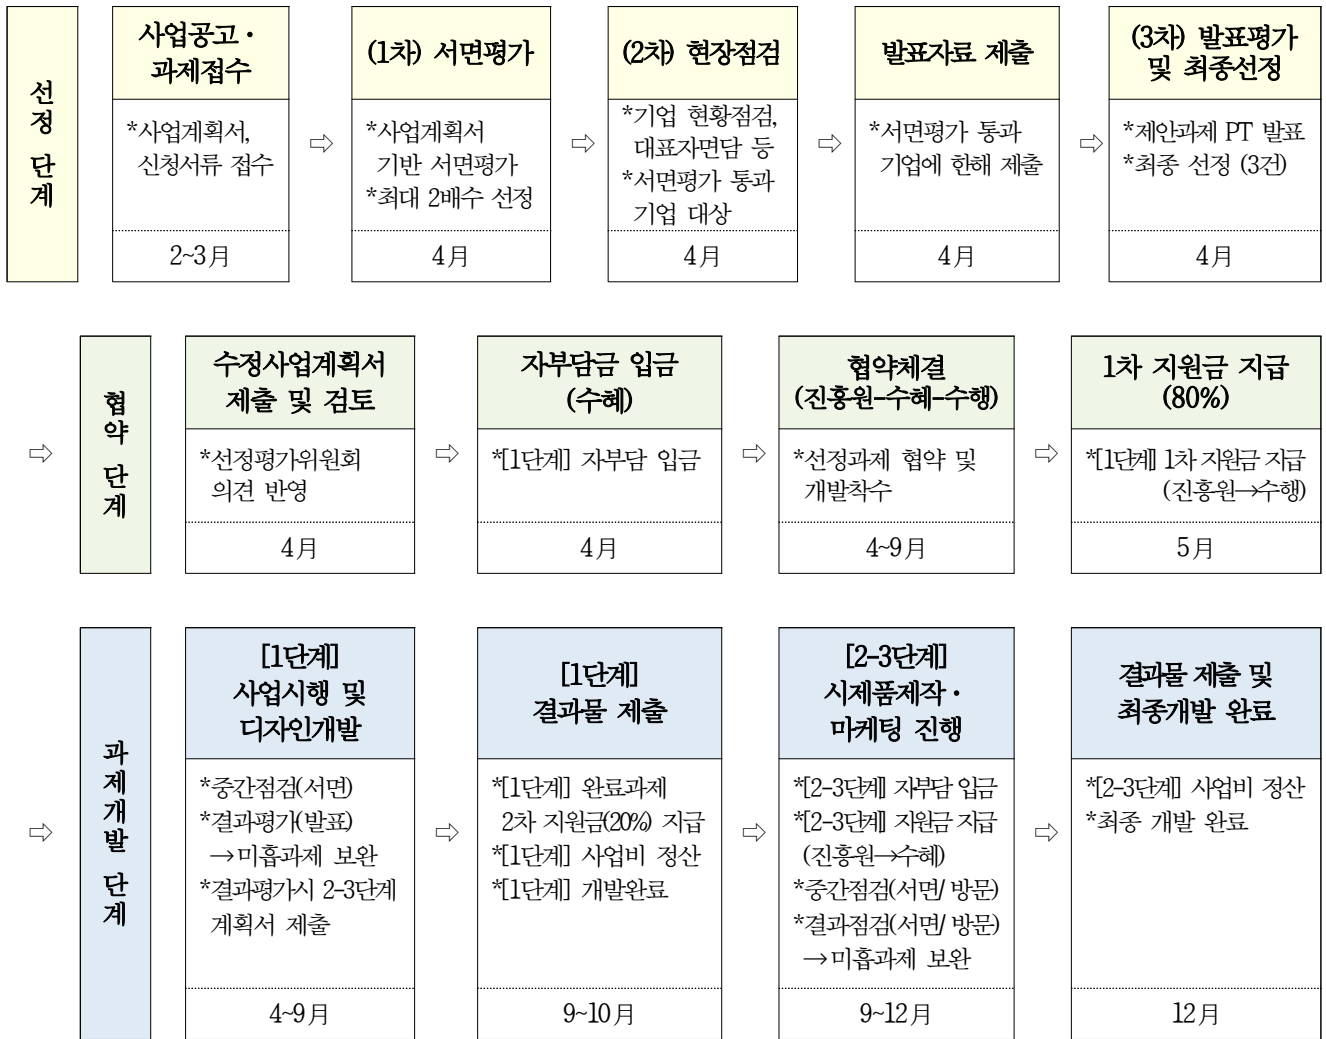 선정 단계
사업공고·
과제접수
*사업계획서,
신청서류 접수
2~3月
⇨
(1차) 서면평가
*사업계획서
기반 서면평가
*최대 2배수 선정
4月
⇨
(2차) 현장점검
*기업 현황점검,
대표자면담 등
*서면평가 통과
기업 대상
4月
⇨
발표자료 제출
*서면평가 통과
기업에 한해 제출
4月
⇨
(3차) 발표평가
및 최종선정
*제안과제 PT 발표
*최종 선정 (3건)
4月
⇨
협약 단계
수정사업계획서
제출 및 검토
*선정평가위원회
의견 반영
4月
⇨
자부담금 입금
(수혜)
*[1단계] 자부담 입금
4月
⇨
협약체결
(진흥원-수혜-수행)
*선정과제 협약 및
개발착수
4~9月
⇨
1차 지원금 지급
(80%)
*[1단계] 1차 지원금 지급
(진흥원→수행)
5月
⇨
과제개발 단계
[1단계]
사업시행 및
디자인개발
*중간점검(서면)
*결과평가(발표)
→미흡과제 보완
*결과평가시 2-3단계
계획서 제출
4~9月
⇨
[1단계]
결과물 제출
*[1단계] 완료과제
2차 지원금(20%) 지급
*[1단계] 사업비 정산
*[1단계] 개발완료
9~10月
⇨
[2-3단계]
시제품제작·
마케팅 진행
*[2-3단계] 자부담 입금
*[2-3단계] 지원금 지급
(진흥원→수혜)
*중간점검(서면/방문)
*결과점검(서면/방문)
→미흡과제 보완
9~12月
⇨
결과물 제출 및
최종개발 완료
*[2-3단계] 사업비 정산
*최종 개발 완료
12月